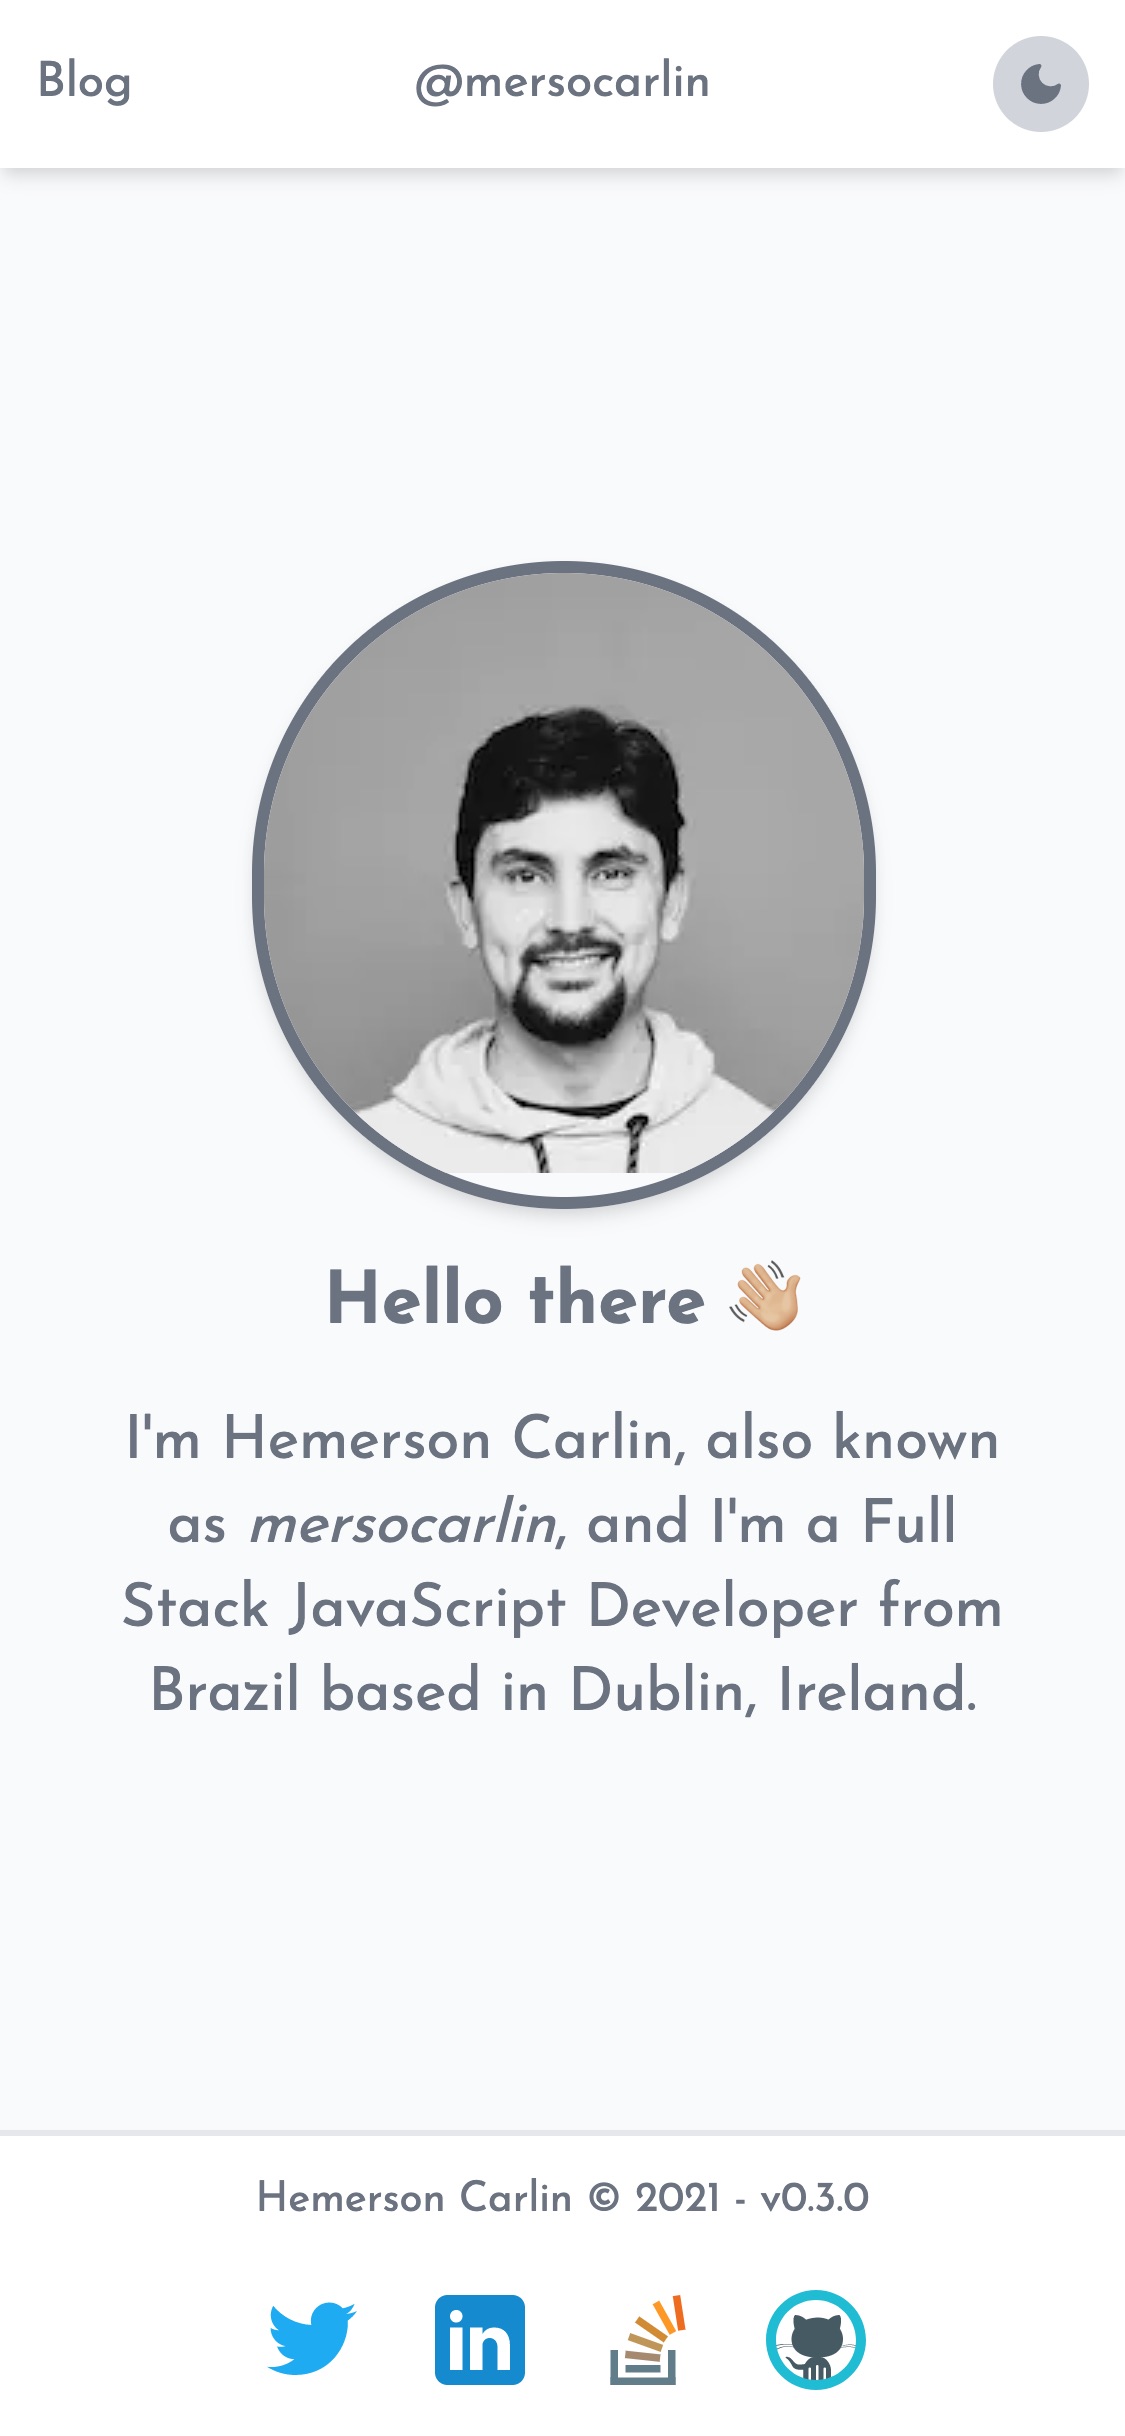 Blog
@mersocarlin
Hello there 👋🏼
I'm Hemerson Carlin, also known
as mersocarlin, and I'm a Full
Stack JavaScript Developer from
Brazil based in Dublin, Ireland.
Hemerson Carlin © 2021 - v0.3.0
in